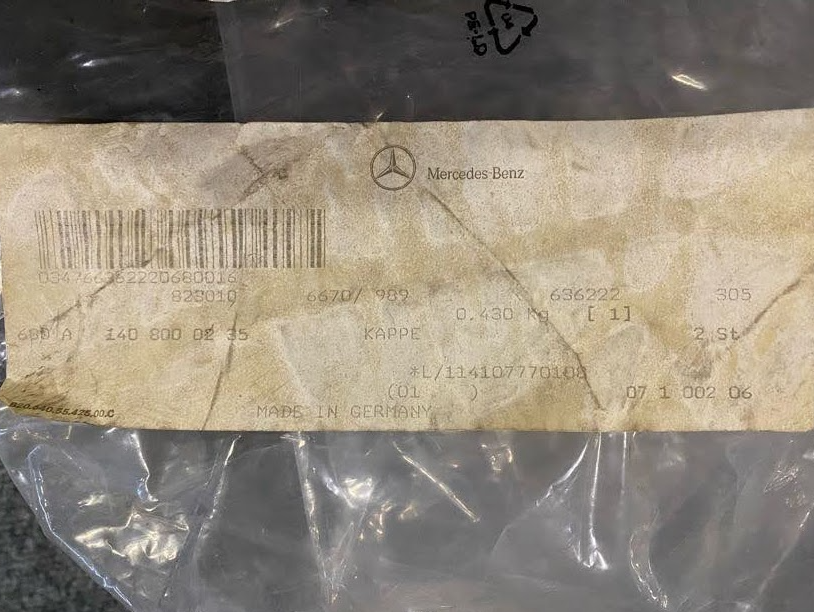 Mercedes-Benz
823010 6670/ 989 636222 305
0.430 Kg [ 1]
680 A 140 800 02 35 KAPPE 2 St
*L/114107770108
(01 ) 07 1 002 06
MADE IN GERMANY